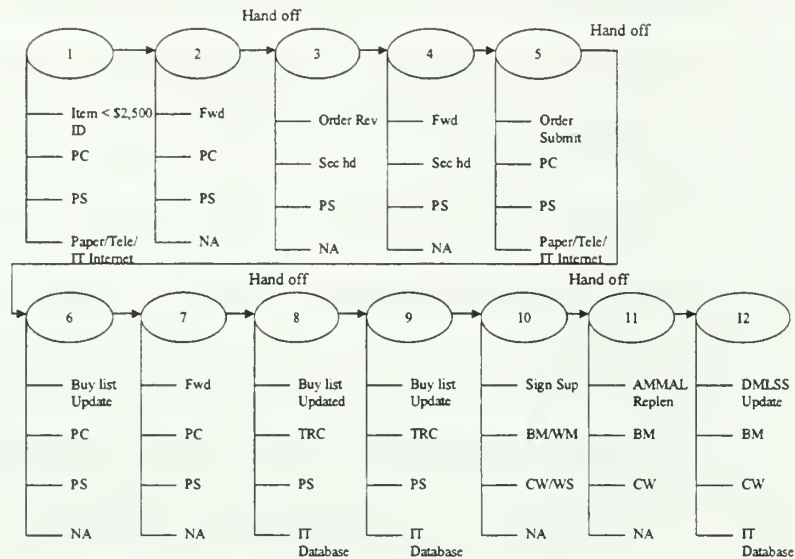 Hand off
Hand off
1 2 3 4 5
Item < $2,500 Fwd Order Rev Fwd Order
ID Submit
PC PC Sec hd Sec hd PC
PS PS PS PS PS
Paper/Tele/ NA NA NA Paper/Tele/
IT Internet IT Internet
Hand off Hand off
6 7 8 9 10 11 12
Buy list Fwd Buy list Buy list Sign Sup AMMAL DMLSS
Update Updated Update Replen Update
PC PC TRC TRC BM/WM BM BM
PS PS PS PS CW/WS CW CW
NA NA IT IT NA NA IT
Database Database Database